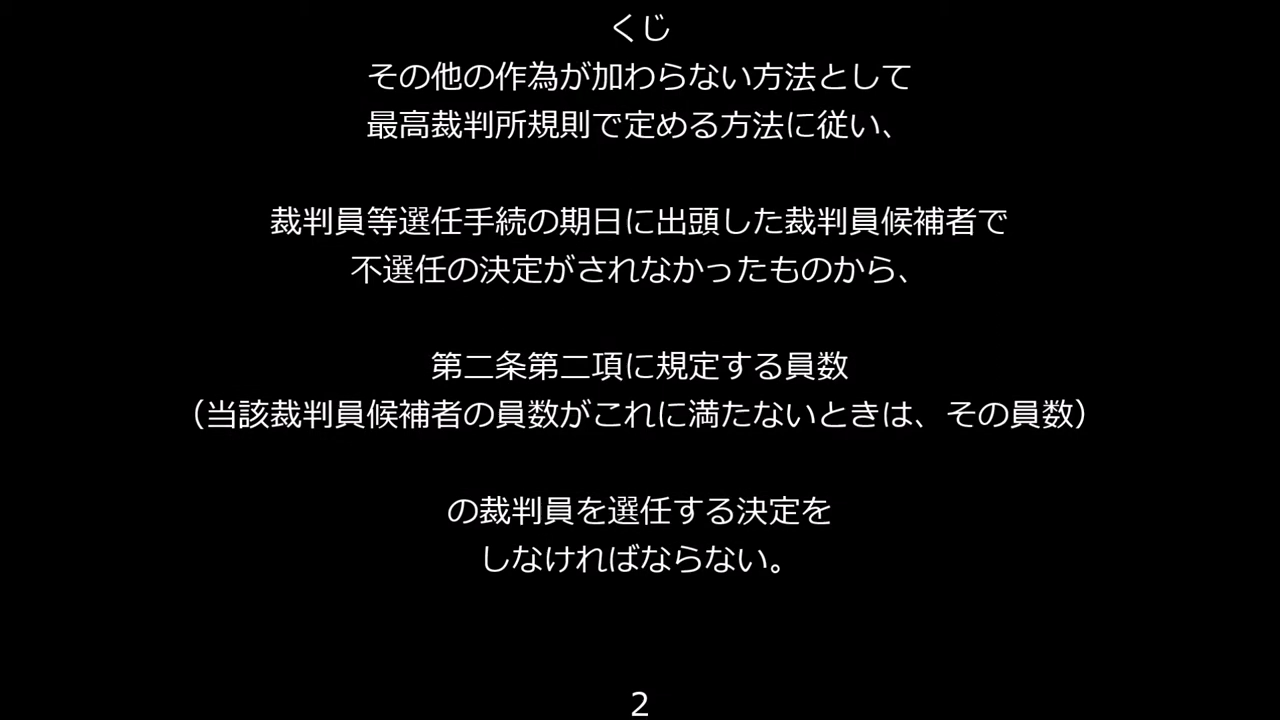 くじ
その他の作為が加わらない方法として
最高裁判所規則で定める方法に従い、
裁判員等選任手続の期日に出頭した裁判員候補者で
不選任の決定がされなかったものから、
第二条第二項に規定する員数
（当該裁判員候補者の員数がこれに満たないときは、その員数）
の裁判員を選任する決定を
しなければならない。
2